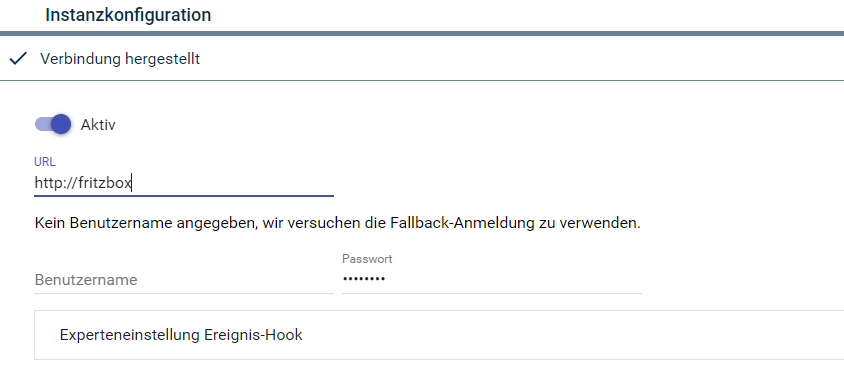 Instanzkonfiguration
Verbindung hergestellt
Aktiv
URL
http://fritzbox
Kein Benutzername angegeben, wir versuchen die Fallback-Anmeldung zu verwenden.
Passwort
Benutzername ••••••••
Experteneinstellung Ereignis-Hook